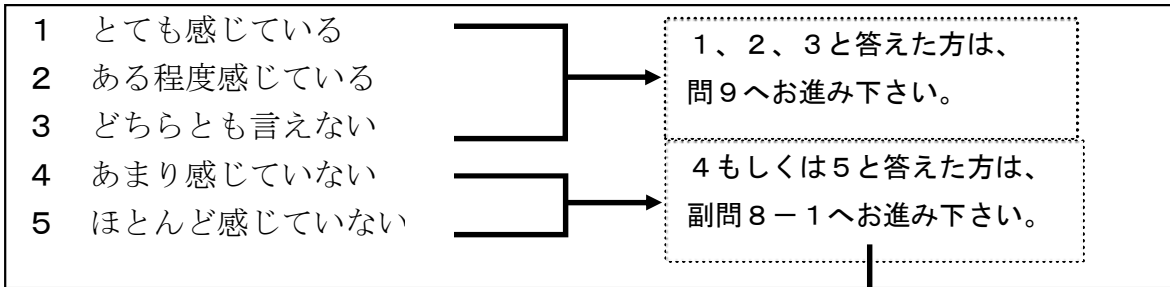 1 とても感じている
2 ある程度感じている
3 どちらとも言えない
4 あまり感じていない
5 ほとんど感じていない
１、２、３と答えた方は、
問９へお進み下さい。
４もしくは５と答えた方は、
副問８－１へお進み下さい。